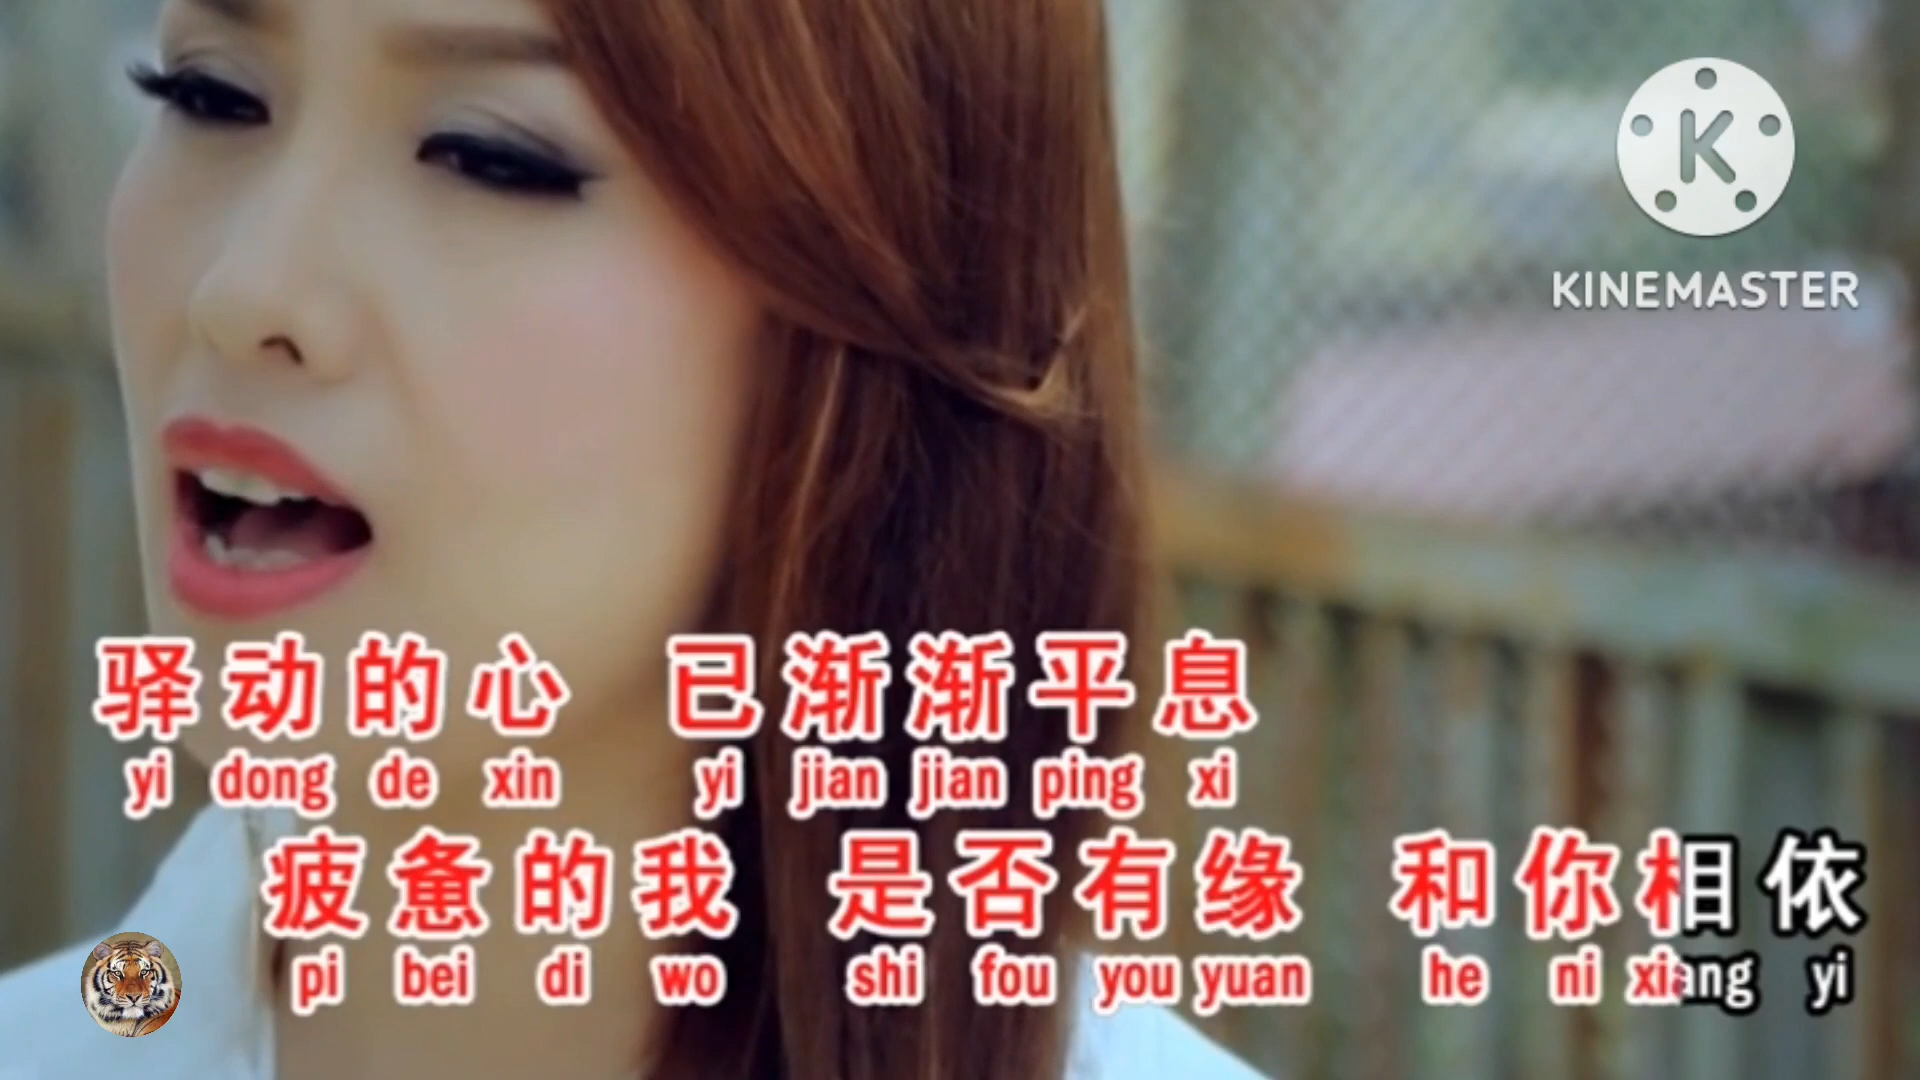 KINEMASTER
驿动的心 已渐渐平息
yi dong de xin yi jian jian ping xi
疲惫的我 是否有缘 和你相依
pi bei di wo shi fou you yuan he ni xiang yi